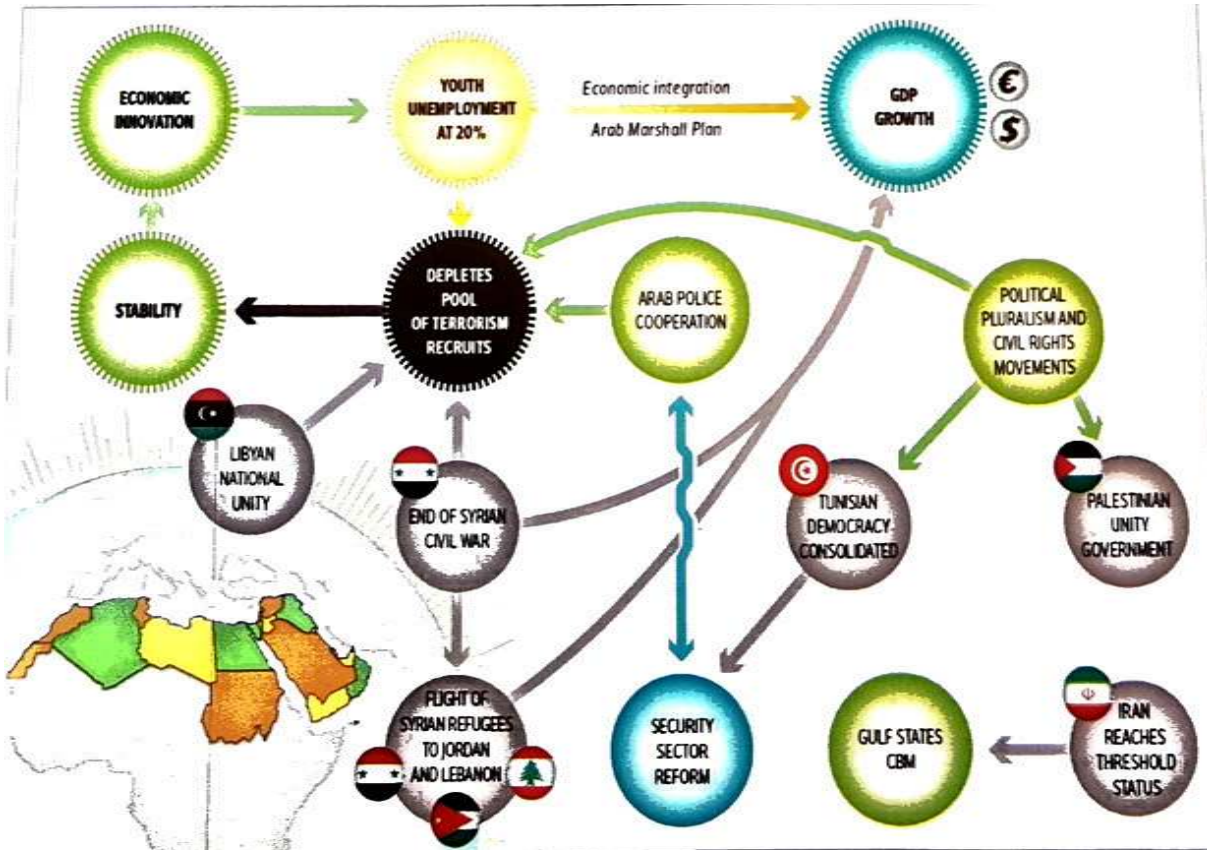 ECONOMIC
INNOVATION
YOUTH
UNEMPLOYMENT
AT 20%
Economic integration
Arab Marshall Plan
GDP
GROWTH
€
$
STABILITY
DEPLETES
POOL
OF TERRORISM
RECRUITS
ARAB POLICE
COOPERATION
POLITICAL
PLURALISM AND
CIVIL RIGHTS
MOVEMENTS
LIBYAN
NATIONAL
UNITY
END OF SYRIAN
CIVIL WAR
TUNISIAN
DEMOCRACY
CONSOLIDATED
PALESTINIAN
UNITY
GOVERNMENT
FLIGHT OF
SYRIAN REFUGEES
TO JORDAN
AND LEBANON
SECURITY
SECTOR
REFORM
GULF STATES
CBM
IRAN
REACHES
THRESHOLD
STATUS